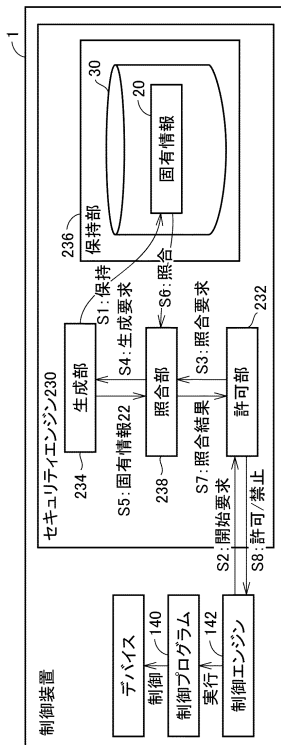 1
制御装置
セキュリティエンジン230
236
保持部
30
20
固有情報
S1:保持
S6:照合
234
生成部
S4:生成要求
S5:固有情報22
238
照合部
S3:照合要求
S7:照合結果
232
許可部
S2:開始要求
S8:許可/禁止
デバイス
制御
140
制御プログラム
実行
142
制御エンジン